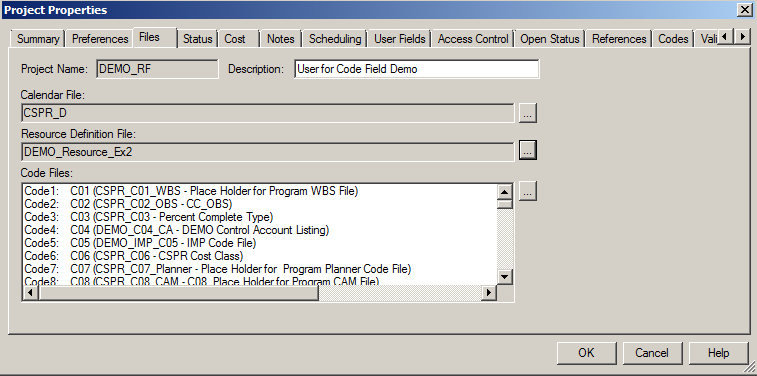 Project Properties
Summary Preferences Files Status Cost Notes Scheduling User Fields Access Control Open Status References Codes Vali
Project Name: DEMO_RF Description: User for Code Field Demo
Calendar File:
CSPR_D
...
Resource Definition File:
DEMO_Resource_Ex2
...
Code Files:
...
Code1: C01 (CSPR_C01_WBS - Place Holder for Program WBS File)
Code2: C02 (CSPR_C02_OBS - CC_OBS)
Code3: C03 (CSPR_C03 - Percent Complete Type)
Code4: C04 (DEMO_C04_CA - DEMO Control Account Listing)
Code5: C05 (DEMO_IMP_C05 - IMP Code File)
Code6: C06 (CSPR_C06 - CSPR Cost Class)
Code7: C07 (CSPR_C07_Planner - Place Holder for  Program Planner Code File)
Code8: C08 (CSPR_C08_CAM - C08 Place Holder for Program CAM File)
OK Cancel Help